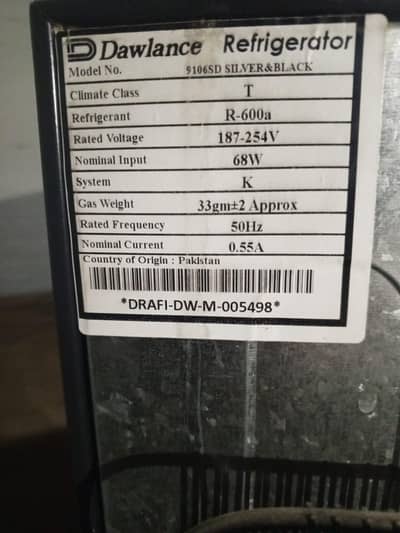 Dawlance Refrigerator
Model No. 9106SD SILVER&BLACK
Climate Class T
Refrigerant R-600a
Rated Voltage 187-254V
Nominal Input 68W
System K
Gas Weight 33gm±2 Approx
Rated Frequency 50Hz
Nominal Current 0.55A
Country of Origin : Pakistan
*DRAFI-DW-M-005498*